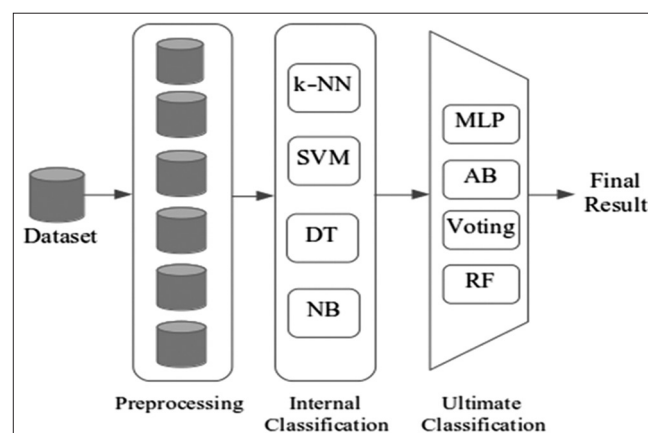 Dataset
Preprocessing
k-NN
SVM
DT
NB
Internal
Classification
MLP
AB
Voting
RF
Ultimate
Classification
Final
Result